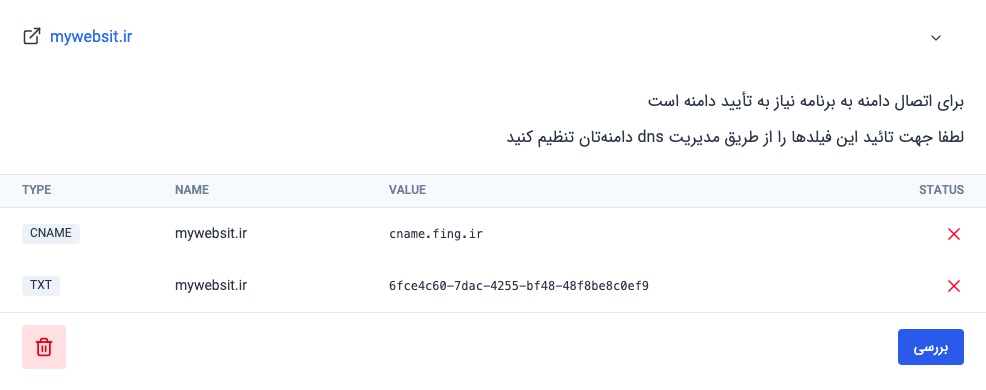 mywebsit.ir
برای اتصال دامنه به برنامه نیاز به تأیید دامنه است
لطفا جهت تائید این فیلدها را از طریق مدیریت dns دامنه‌تان تنظیم کنید
TYPE NAME VALUE STATUS
CNAME mywebsit.ir cname.fing.ir
TXT mywebsit.ir 6fce4c60-7dac-4255-bf48-48f8be8c0ef9
بررسی